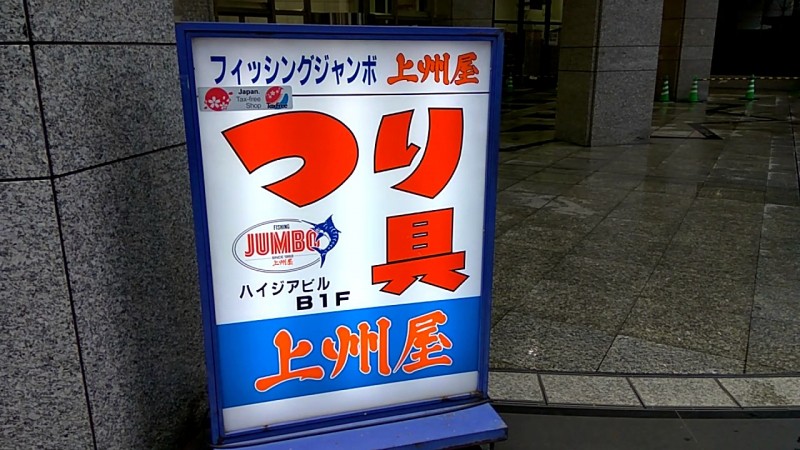 フィッシングジャンボ 上州屋
Japan.
Tax-free
Shop
つり
具
FISHING
JUMBO
上州屋
ハイジアビル
B1F
上州屋